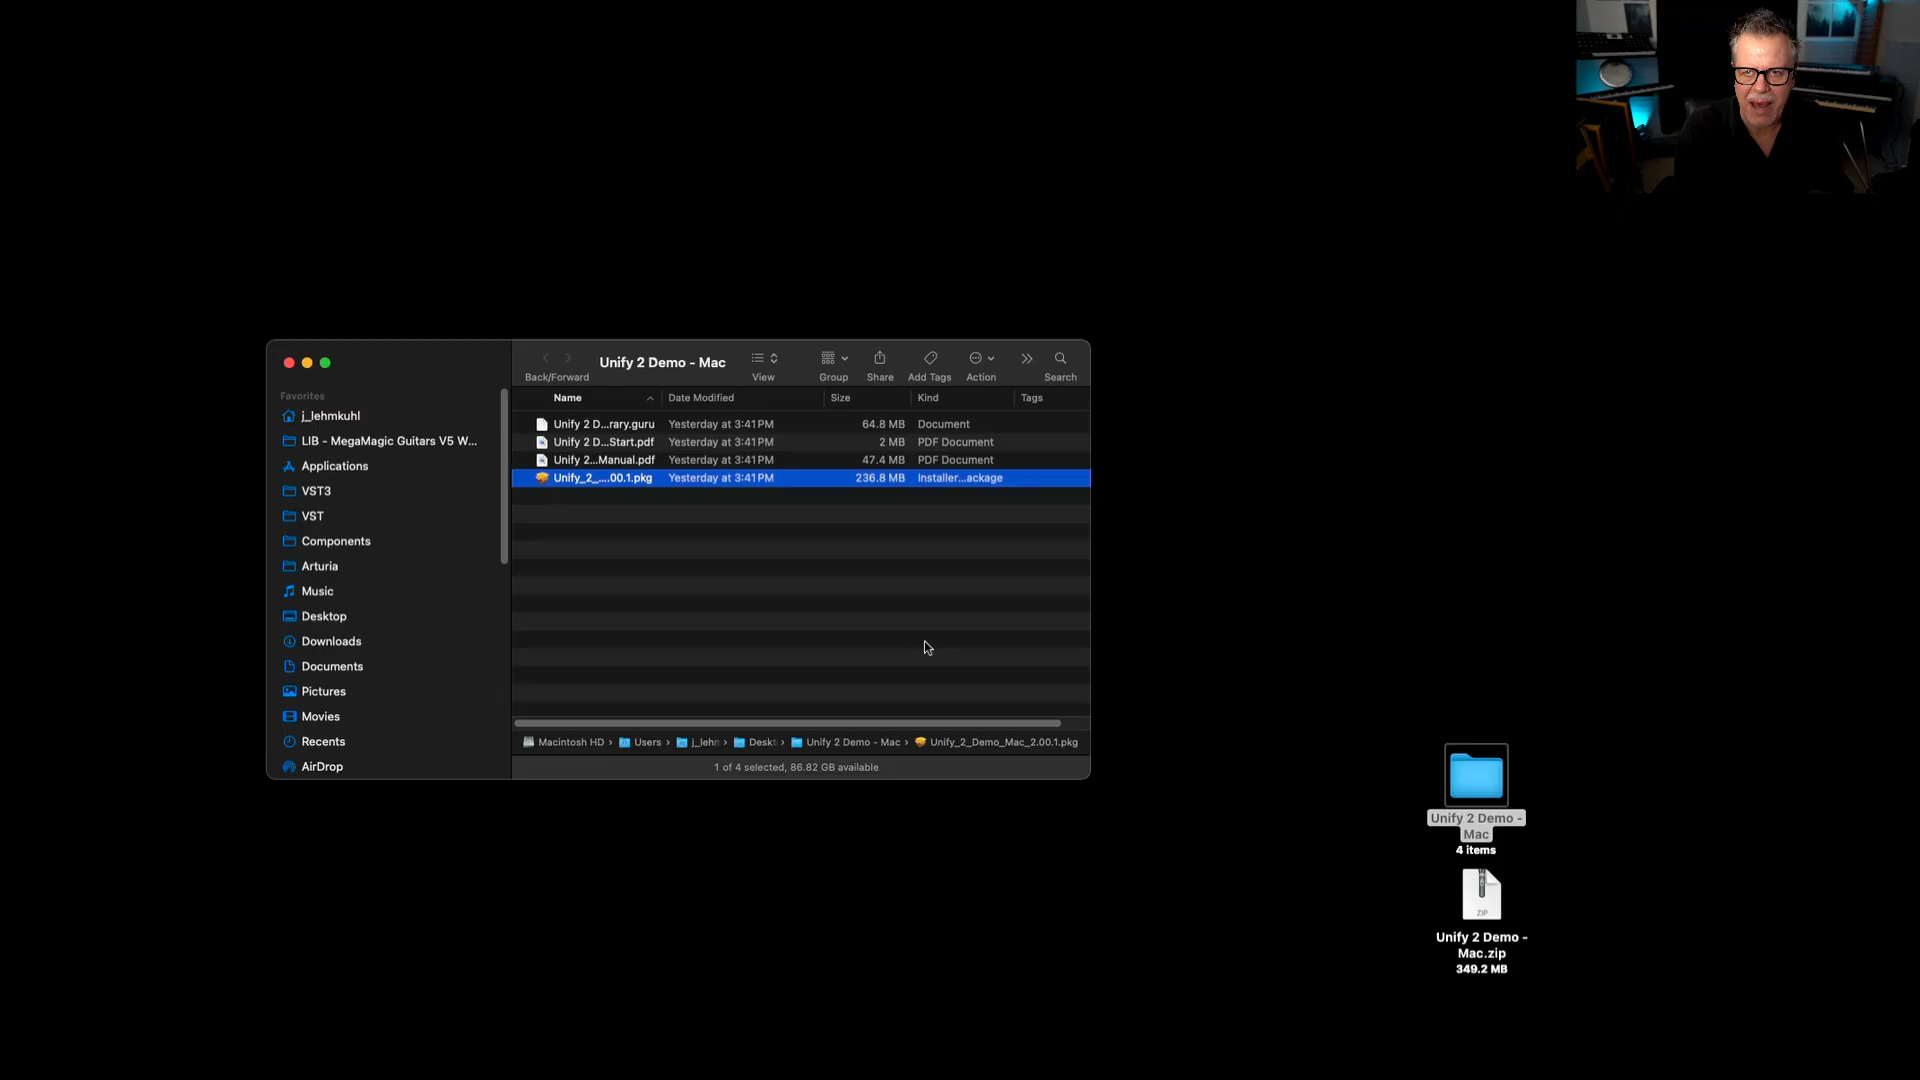 Unify 2 Demo - Mac
Back/Forward
View
Group
Share
Add Tags
Action
Search
Favorites
j_lehmkuhl
LIB - MegaMagic Guitars V5 W...
Applications
VST3
VST
Components
Arturia
Music
Desktop
Downloads
Documents
Pictures
Movies
Recents
AirDrop
Name Date Modified Size Kind Tags
Unify 2 D...rary.guru Yesterday at 3:41 PM 64.8 MB Document
Unify 2 D...Start.pdf Yesterday at 3:41 PM 2 MB PDF Document
Unify 2...Manual.pdf Yesterday at 3:41 PM 47.4 MB PDF Document
Unify_2_....00.1.pkg Yesterday at 3:41 PM 236.8 MB Installer...ackage
Macintosh HD › Users › j_lehr › Deskt › Unify 2 Demo - Mac › Unify_2_Demo_Mac_2.00.1.pkg
1 of 4 selected, 86.82 GB available
Unify 2 Demo -
Mac
4 items
ZIP
Unify 2 Demo -
Mac.zip
349.2 MB